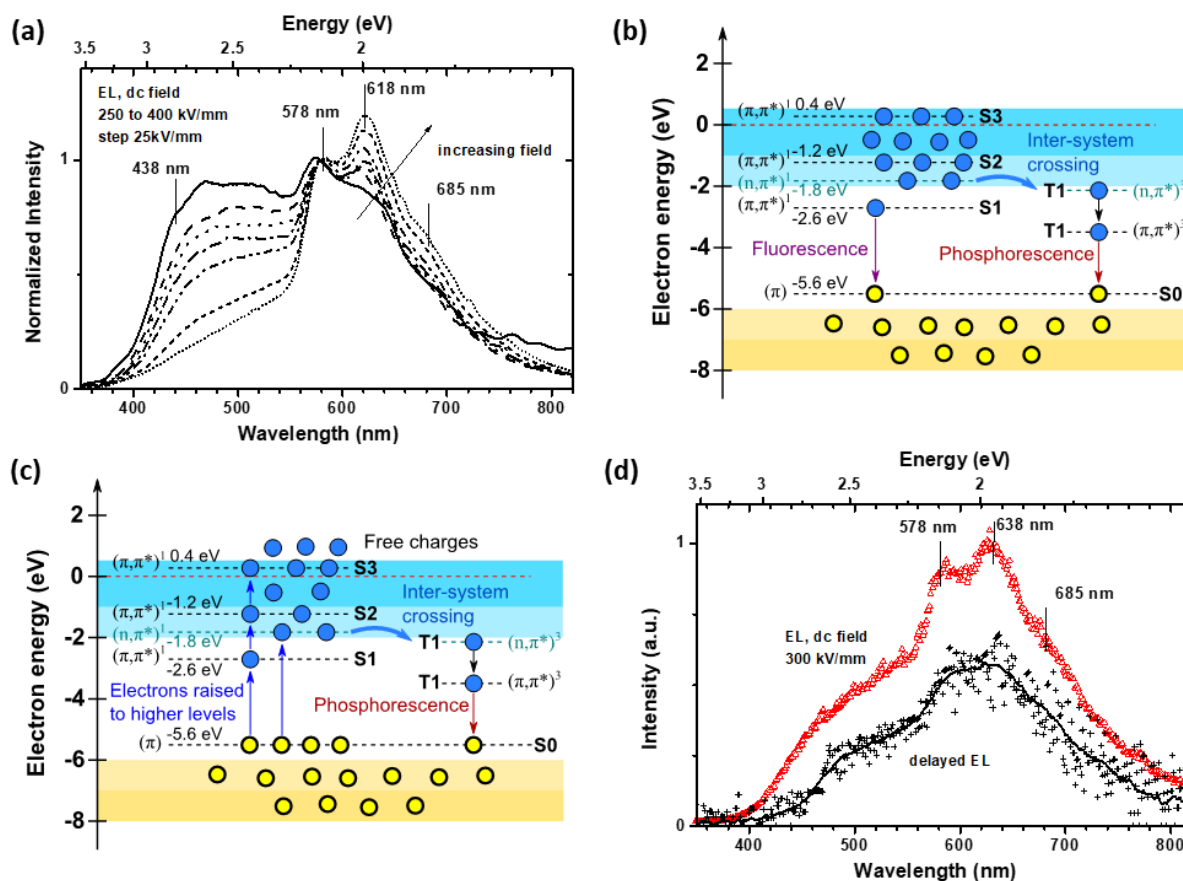 (a)
Energy (eV)
3.5 3 2.5 2
EL, dc field
250 to 400 kV/mm
step 25kV/mm
618 nm
578 nm
438 nm
increasing field
685 nm
Normalized Intensity
1
0
400 500 600 700 800
Wavelength (nm)
(b)
Electron energy (eV)
2
0
-2
-4
-6
-8
(π,π*)¹ 0.4 eV S3
(π,π*)¹ -1.2 eV S2
(n,π*)¹ -1.8 eV
(π,π*)¹ -2.6 eV S1
Inter-system
crossing
T1 (n,π*)³
T1 (π,π*)³
Fluorescence
Phosphorescence
(π) -5.6 eV S0
(c)
Electron energy (eV)
2
0
-2
-4
-6
-8
Free charges
(π,π*)¹ 0.4 eV S3
(π,π*)¹ -1.2 eV S2
(n,π*)¹ -1.8 eV
(π,π*)¹ -2.6 eV S1
Inter-system
crossing
T1 (n,π*)³
T1 (π,π*)³
Electrons raised
to higher levels
Phosphorescence
(π) -5.6 eV S0
(d)
Energy (eV)
3.5 3 2.5 2
578 nm
638 nm
685 nm
EL, dc field
300 kV/mm
delayed EL
Intensity (a.u.)
1
0
400 500 600 700 800
Wavelength (nm)